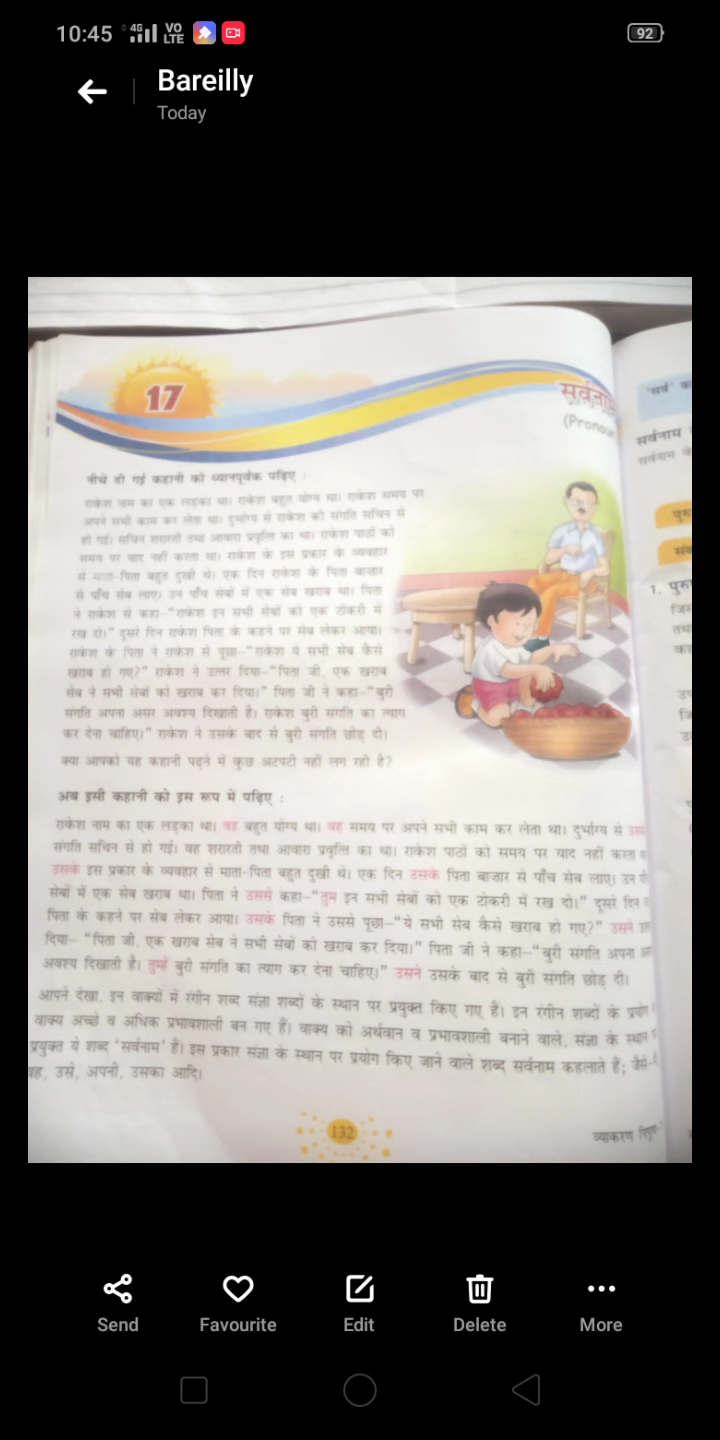 10:45
4G
VO
LTE
92
Bareilly
Today
17
सर्वनाम
(Pronoun
'सर्व'
सर्वनाम
सर्वनाम
1. पुरु
नीचे दी गई कहानी को ध्यानपूर्वक पढ़िए :
राकेश नाम का एक लड़का था। राकेश बहुत योग्य था। राकेश समय पर
अपने सभी काम कर लेता था। दुर्भाग्य से राकेश की संगति सचिन से
हो गई। सचिन शरारती तथा आवारा प्रवृत्ति का था। राकेश पाठों को
समय पर याद नहीं करता था। राकेश के इस प्रकार के व्यवहार
से माता-पिता बहुत दुखी थे। एक दिन राकेश के पिता बाजार
से पाँच सेब लाए। उन पाँच सेबों में एक सेब खराब था। पिता
ने राकेश से कहा–“राकेश इन सभी सेबों को एक टोकरी में
रख दो।” दूसरे दिन राकेश पिता के कहने पर सेब लेकर आया।
राकेश के पिता ने राकेश से पूछा–“राकेश ये सभी सेब कैसे
खराब हो गए?” राकेश ने उत्तर दिया–“पिता जी, एक खराब
सेब ने सभी सेबों को खराब कर दिया।” पिता जी ने कहा–“बुरी
संगति अपना असर अवश्य दिखाती है। राकेश बुरी संगति का त्याग
कर देना चाहिए।” राकेश ने उसके बाद से बुरी संगति छोड़ दी।
क्या आपको यह कहानी पढ़ने में कुछ अटपटी नहीं लग रही है?
अब इसी कहानी को इस रूप में पढ़िए :
राकेश नाम का एक लड़का था। वह बहुत योग्य था। वह समय पर अपने सभी काम कर लेता था। दुर्भाग्य से
संगति सचिन से हो गई। वह शरारती तथा आवारा प्रवृत्ति का था। राकेश पाठों को समय पर याद नहीं करता
उसके इस प्रकार के व्यवहार से माता-पिता बहुत दुखी थे। एक दिन उसके पिता बाजार से पाँच सेब लाए। उन
सेबों में एक सेब खराब था। पिता ने उससे कहा–“तुम इन सभी सेबों को एक टोकरी में रख दो।” दूसरे दिन
पिता के कहने पर सेब लेकर आया। उसके पिता ने उससे पूछा–“ये सभी सेब कैसे खराब हो गए?” उसने
दिया– “पिता जी, एक खराब सेब ने सभी सेबों को खराब कर दिया।” पिता जी ने कहा–“बुरी संगति अपना
अवश्य दिखाती है। तुम्हें बुरी संगति का त्याग कर देना चाहिए।” उसने उसके बाद से बुरी संगति छोड़ दी।
आपने देखा, इन वाक्यों में रंगीन शब्द संज्ञा शब्दों के स्थान पर प्रयुक्त किए गए हैं। इन रंगीन शब्दों के प्रयोग
वाक्य अच्छे व अधिक प्रभावशाली बन गए हैं। वाक्य को अर्थवान व प्रभावशाली बनाने वाले, संज्ञा के स्थान
प्रयुक्त ये शब्द ‘सर्वनाम’ हैं। इस प्रकार संज्ञा के स्थान पर प्रयोग किए जाने वाले शब्द सर्वनाम कहलाते हैं; जैसे–
वह, उसे, अपनी, उसका आदि।
132
व्याकरण
Send
Favourite
Edit
Delete
More